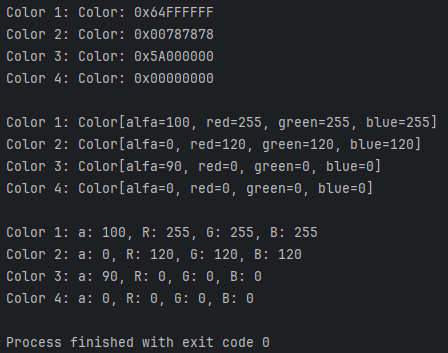 Color 1: Color: 0x64FFFFFF
Color 2: Color: 0x00787878
Color 3: Color: 0x5A000000
Color 4: Color: 0x00000000
Color 1: Color[alfa=100, red=255, green=255, blue=255]
Color 2: Color[alfa=0, red=120, green=120, blue=120]
Color 3: Color[alfa=90, red=0, green=0, blue=0]
Color 4: Color[alfa=0, red=0, green=0, blue=0]
Color 1: a: 100, R: 255, G: 255, B: 255
Color 2: a: 0, R: 120, G: 120, B: 120
Color 3: a: 90, R: 0, G: 0, B: 0
Color 4: a: 0, R: 0, G: 0, B: 0
Process finished with exit code 0